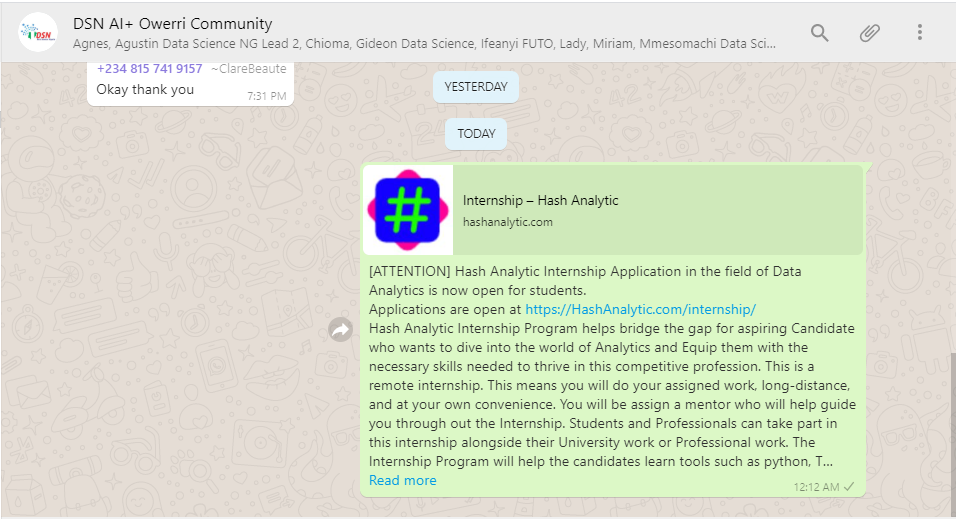 DSN AI+ Owerri Community
Agnes, Agustin Data Science NG Lead 2, Chioma, Gideon Data Science, Ifeanyi FUTO, Lady, Miriam, Mmesomachi Data Sci...
DSN
+234 815 741 9157 ~ClareBeaute
Okay thank you
7:31 PM
YESTERDAY
TODAY
#
Internship – Hash Analytic
hashanalytic.com
[ATTENTION] Hash Analytic Internship Application in the field of Data
Analytics is now open for students.
Applications are open at https://HashAnalytic.com/internship/
Hash Analytic Internship Program helps bridge the gap for aspiring Candidate
who wants to dive into the world of Analytics and Equip them with the
necessary skills needed to thrive in this competitive profession. This is a
remote internship. This means you will do your assigned work, long-distance,
and at your own convenience. You will be assign a mentor who will help guide
you through out the Internship. Students and Professionals can take part in
this internship alongside their University work or Professional work. The
Internship Program will help the candidates learn tools such as python, T...
Read more
12:12 AM